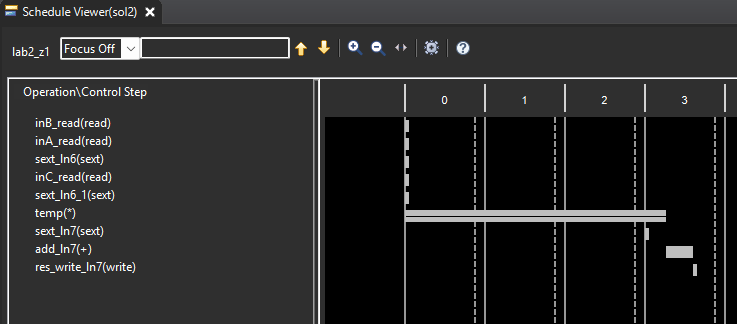 Schedule Viewer(sol2)
lab2_z1 Focus Off
Operation\Control Step 0 1 2 3
inB_read(read)
inA_read(read)
sext_ln6(sext)
inC_read(read)
sext_ln6_1(sext)
temp(*)
sext_ln7(sext)
add_ln7(+)
res_write_ln7(write)